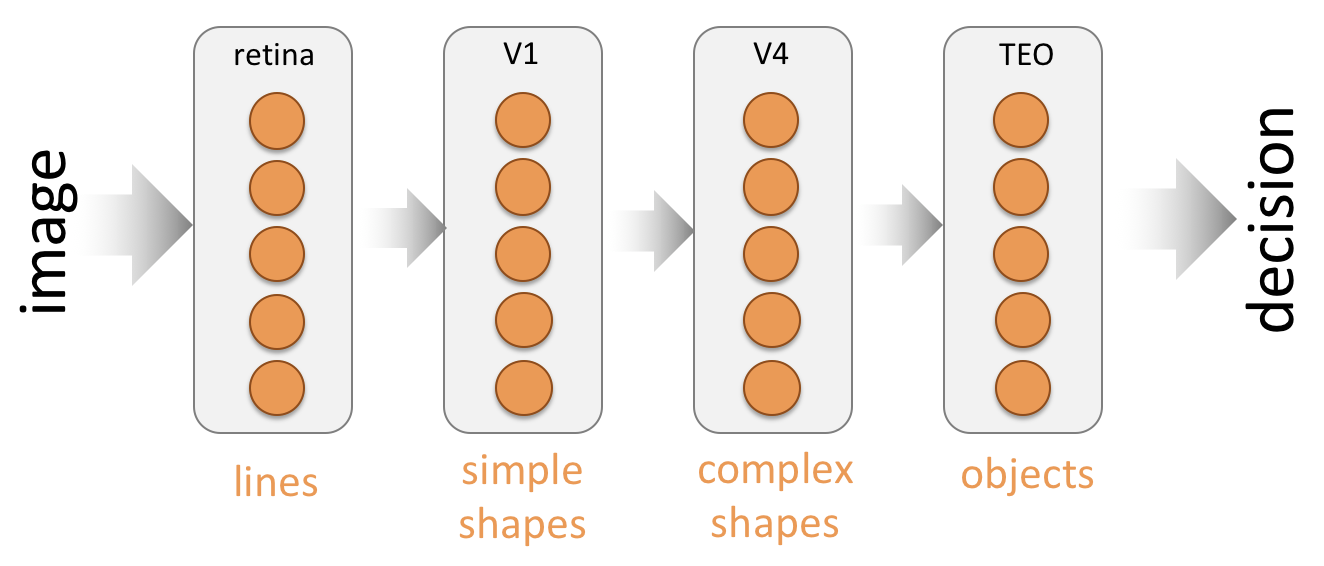 image
retina
V1
V4
TEO
decision
lines
simple
shapes
complex
shapes
objects